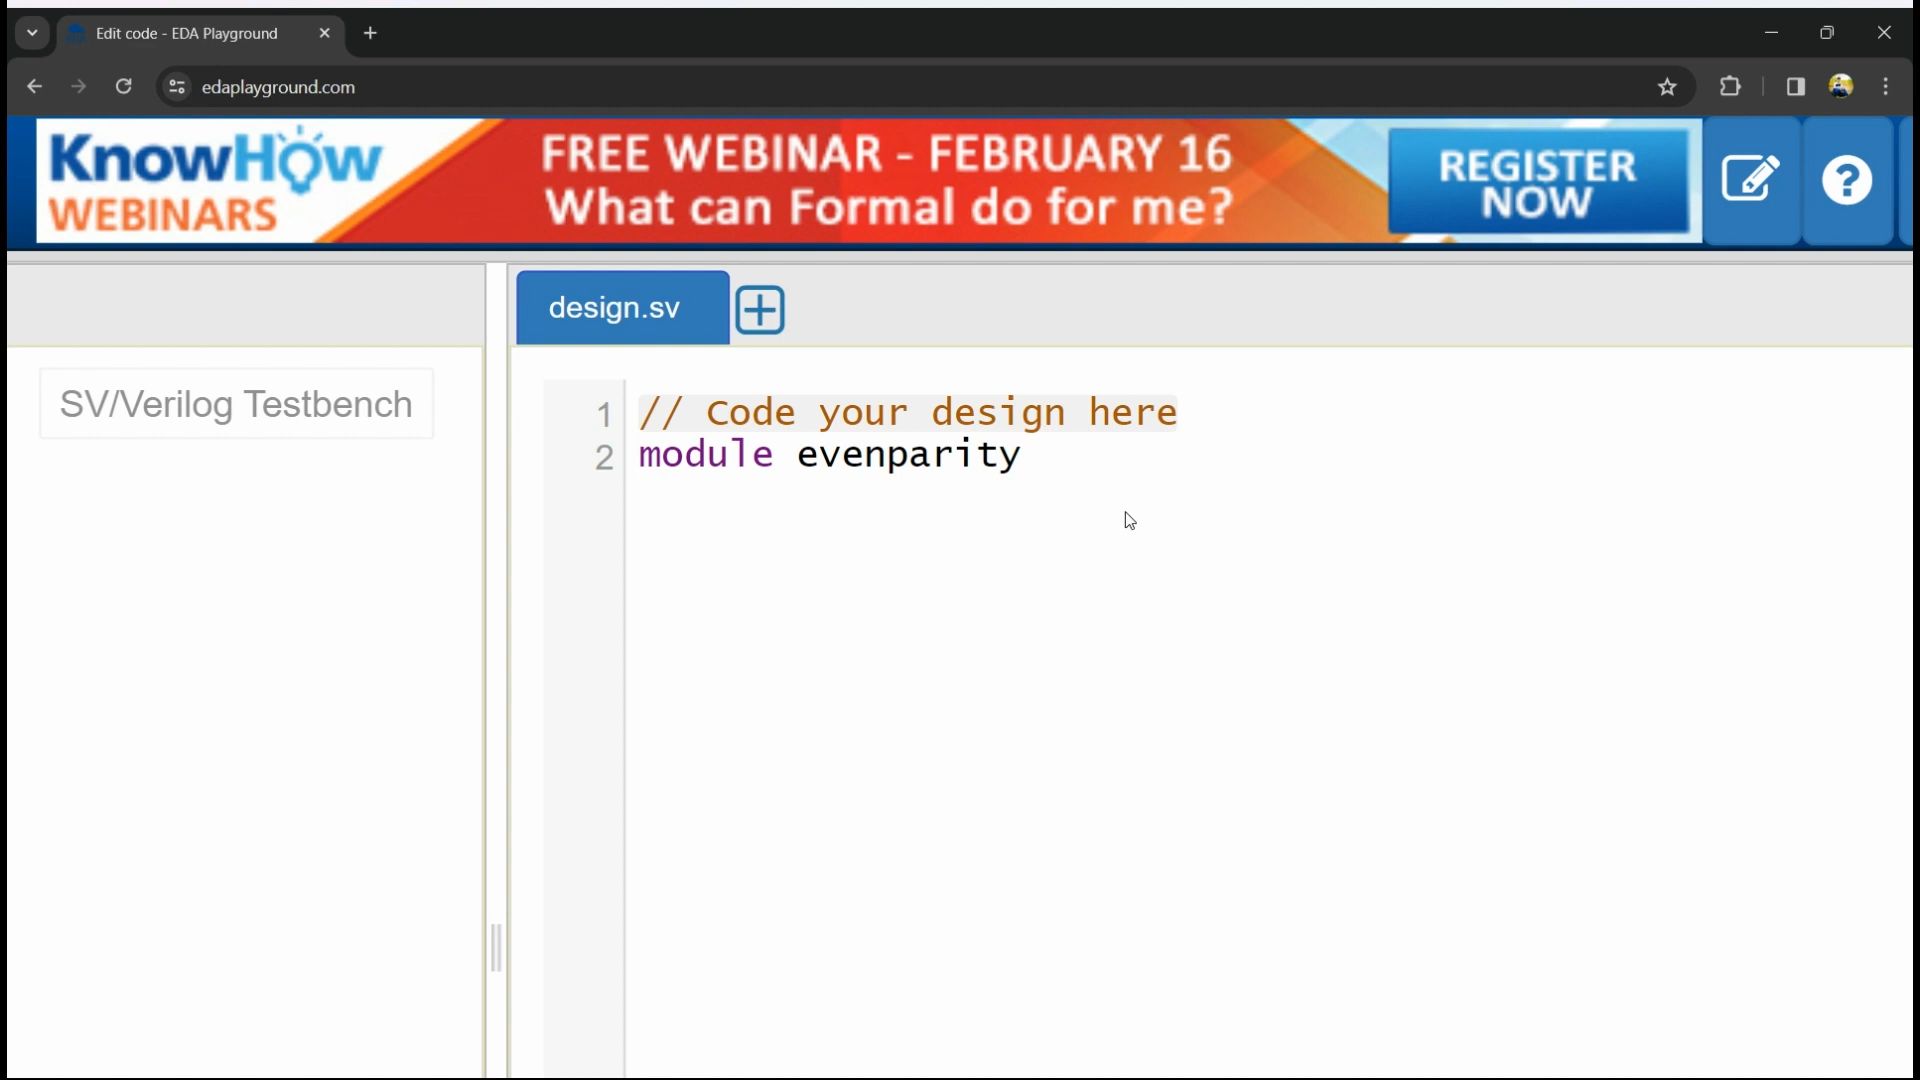 Edit code - EDA Playground
edaplayground.com
KnowHow
WEBINARS
FREE WEBINAR - FEBRUARY 16
What can Formal do for me?
REGISTER
NOW
?
design.sv
SV/Verilog Testbench
1 // Code your design here
2 module evenparity